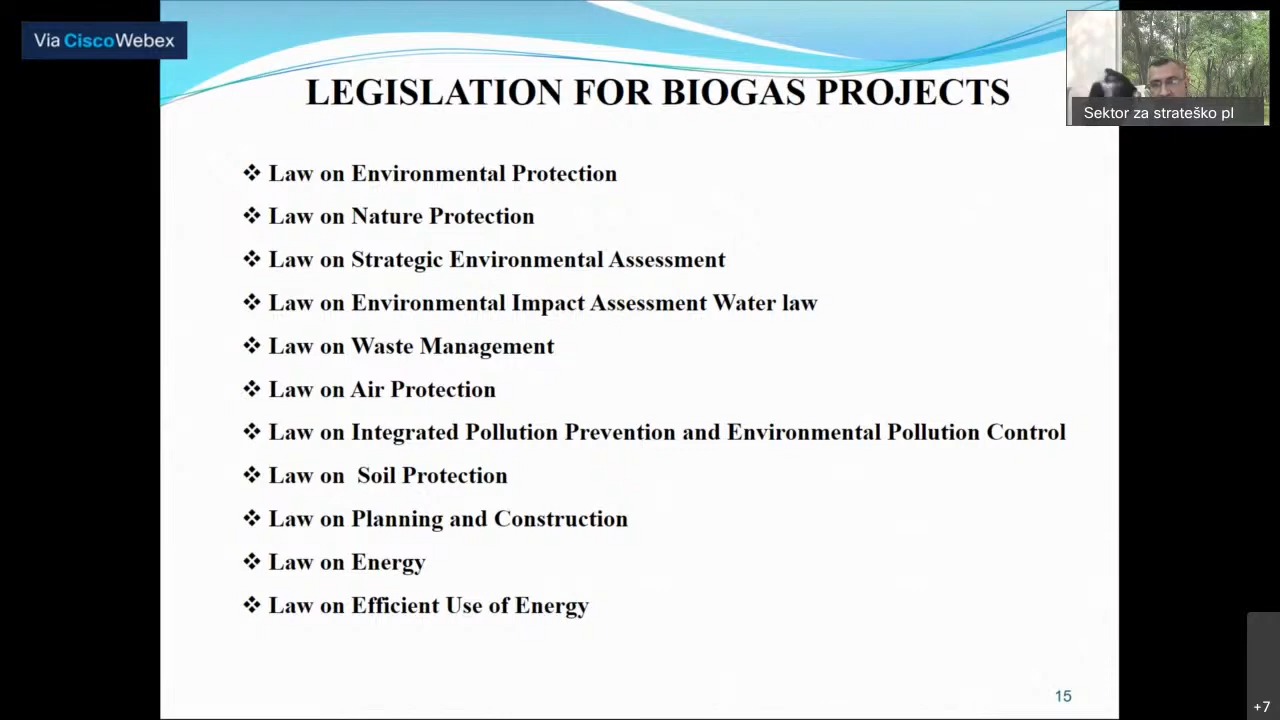 Via CiscoWebex
LEGISLATION FOR BIOGAS PROJECTS
Sektor za strateško pl
❖ Law on Environmental Protection
❖ Law on Nature Protection
❖ Law on Strategic Environmental Assessment
❖ Law on Environmental Impact Assessment Water law
❖ Law on Waste Management
❖ Law on Air Protection
❖ Law on Integrated Pollution Prevention and Environmental Pollution Control
❖ Law on  Soil Protection
❖ Law on Planning and Construction
❖ Law on Energy
❖ Law on Efficient Use of Energy
15
+7